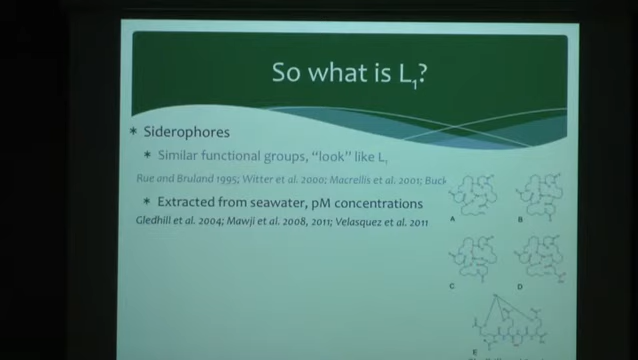 So what is L1?
* Siderophores
* Similar functional groups, "look" like L1
Rue and Bruland 1995; Witter et al. 2000; Macrellis et al. 2001; Buck
* Extracted from seawater, pM concentrations
Gledhill et al. 2004; Mawji et al. 2008, 2011; Velasquez et al. 2011
A
B
C
D
E